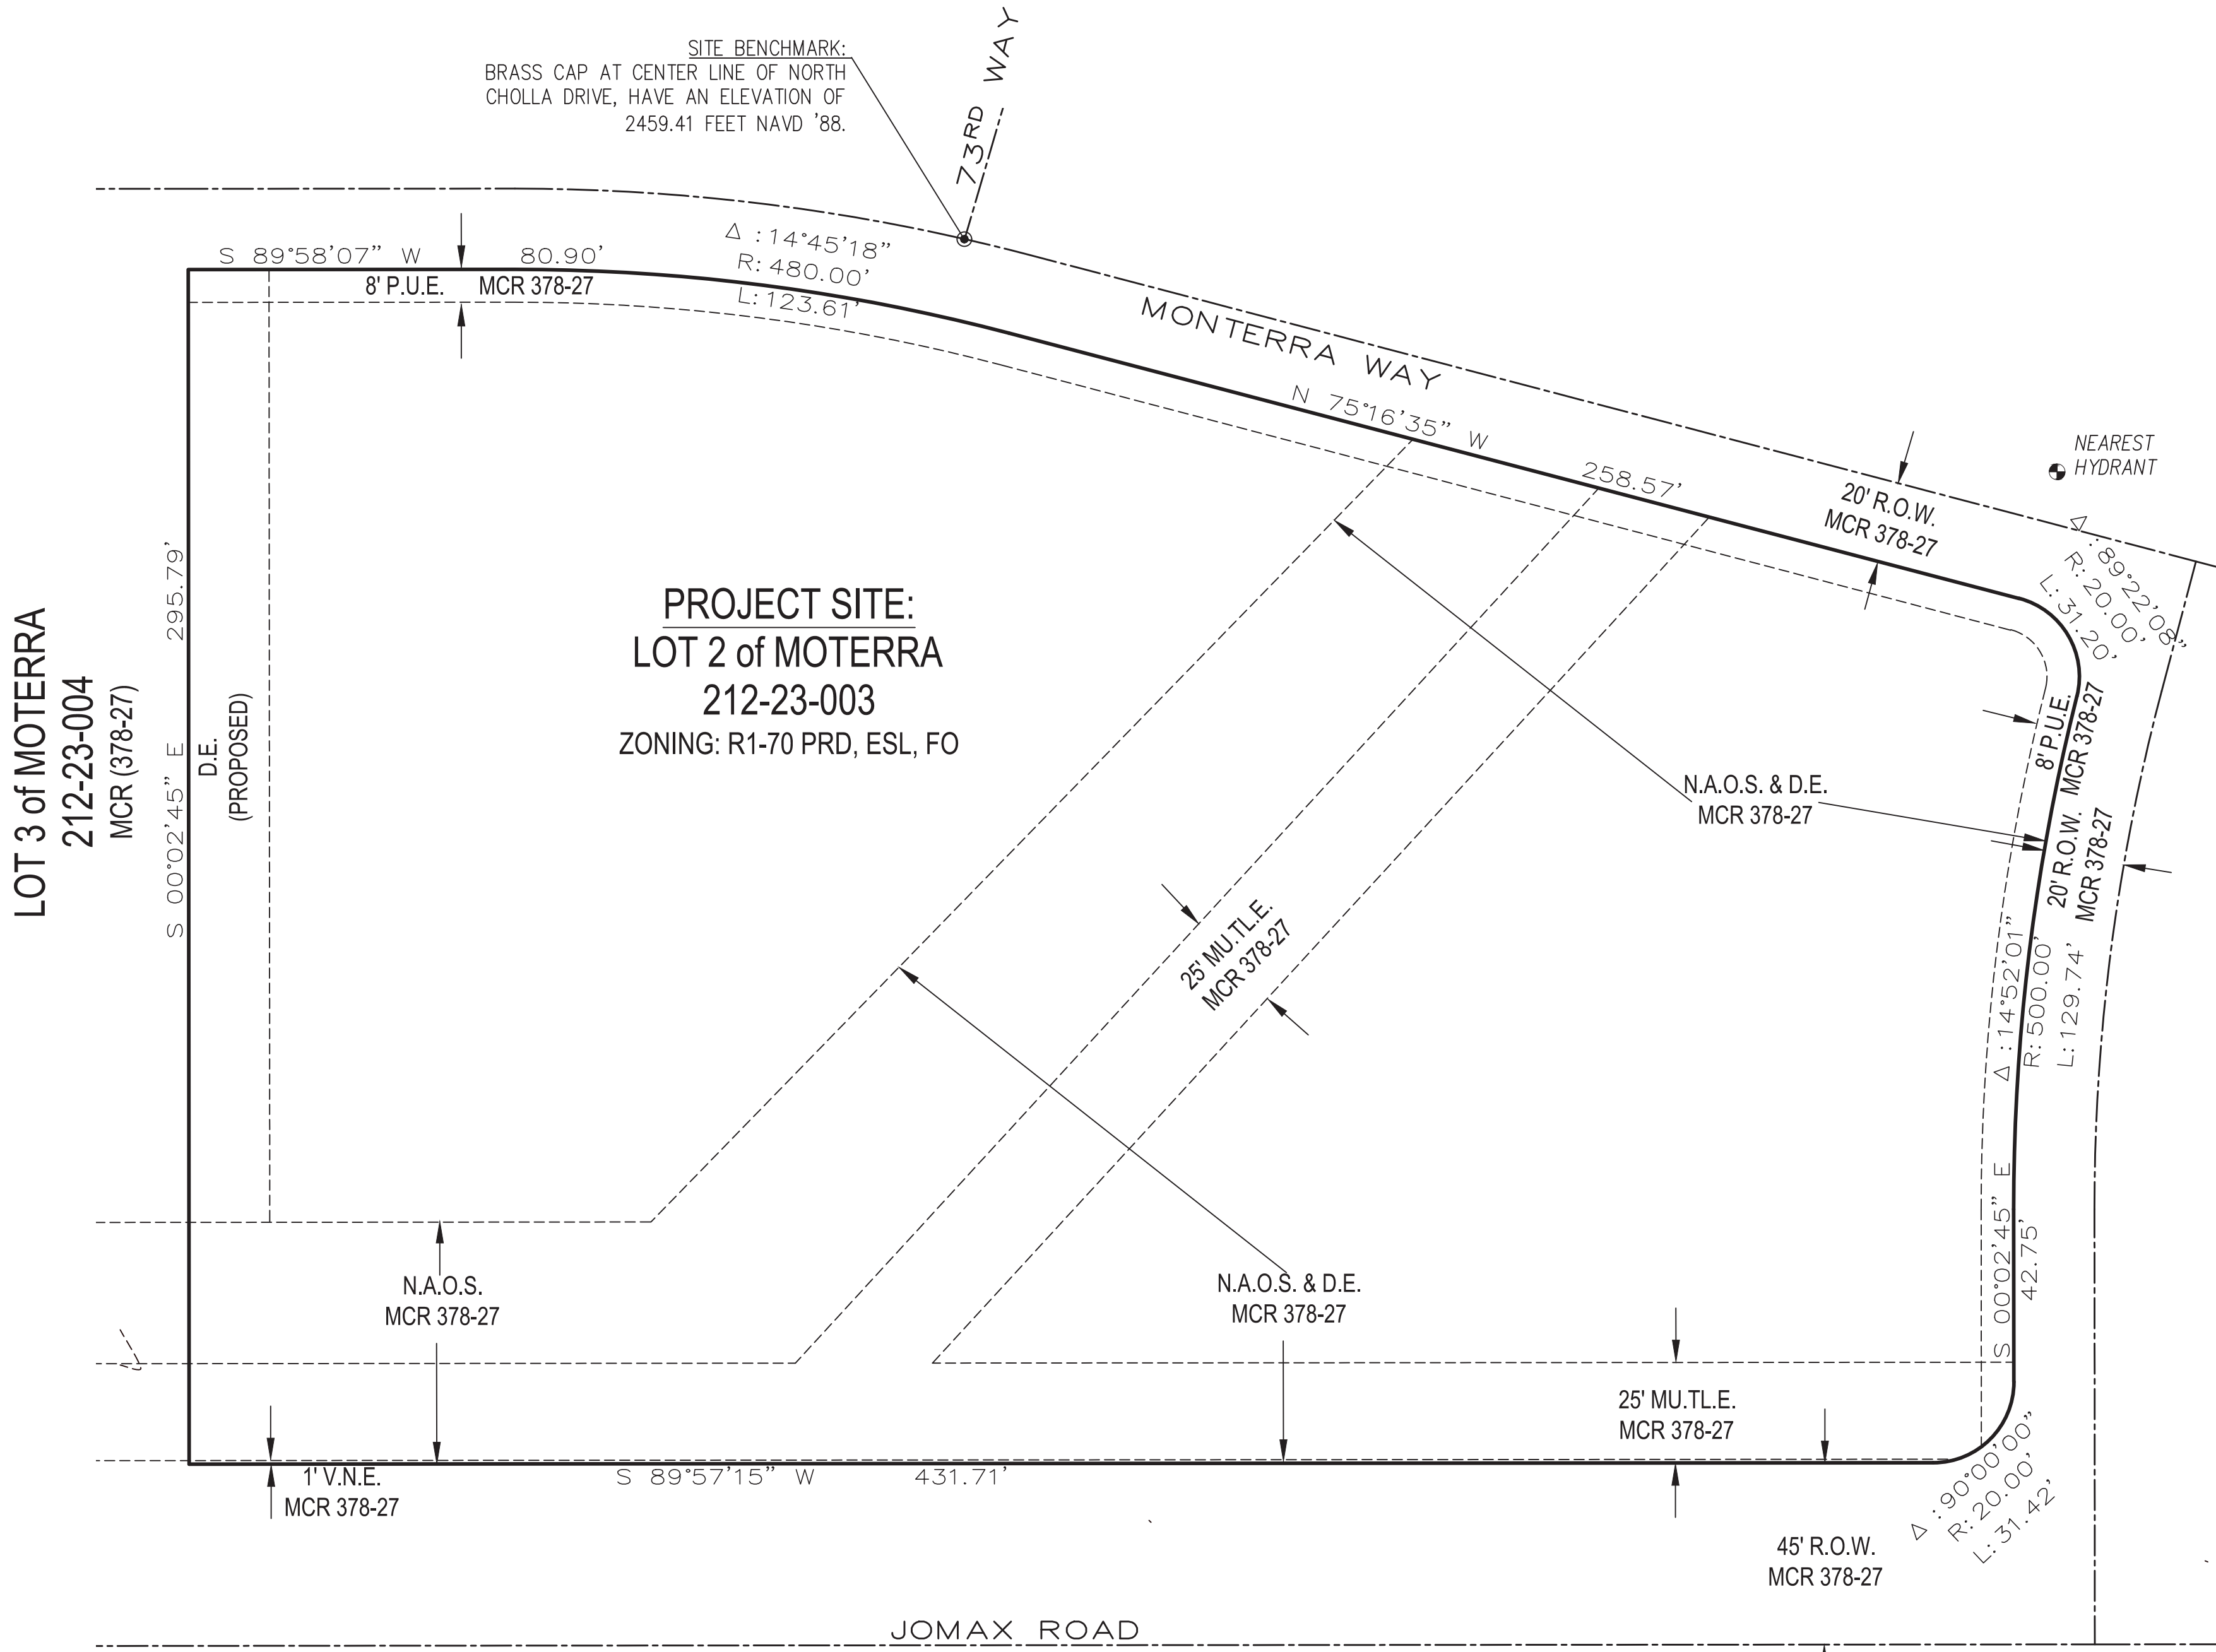 SITE BENCHMARK:
BRASS CAP AT CENTER LINE OF NORTH
CHOLLA DRIVE, HAVE AN ELEVATION OF
2459.41 FEET NAVD '88.
73RD WAY
S 89°58'07" W 80.90'
8' P.U.E. MCR 378-27
Δ : 14°45'18"
R: 480.00'
L: 123.61'
MONTERRA WAY
N 75°16'35" W 258.57'
20' R.O.W.
MCR 378-27
NEAREST
HYDRANT
Δ : 89°22'08"
R: 20.00'
L: 31.20'
LOT 3 of MOTERRA
212-23-004
MCR (378-27)
S 00°02'45" E 295.79'
D.E.
(PROPOSED)
PROJECT SITE:
LOT 2 of MOTERRA
212-23-003
ZONING: R1-70 PRD, ESL, FO
N.A.O.S. & D.E.
MCR 378-27
8' P.U.E.
MCR 378-27
20' R.O.W.
MCR 378-27
25' MU.TL.E.
MCR 378-27
Δ : 14°52'01"
R: 500.00'
L: 129.74'
S 00°02'45" E
42.75'
N.A.O.S.
MCR 378-27
N.A.O.S. & D.E.
MCR 378-27
25' MU.TL.E.
MCR 378-27
1' V.N.E.
MCR 378-27
S 89°57'15" W 431.71'
Δ : 90°00'00"
R: 20.00'
L: 31.42'
45' R.O.W.
MCR 378-27
JOMAX ROAD